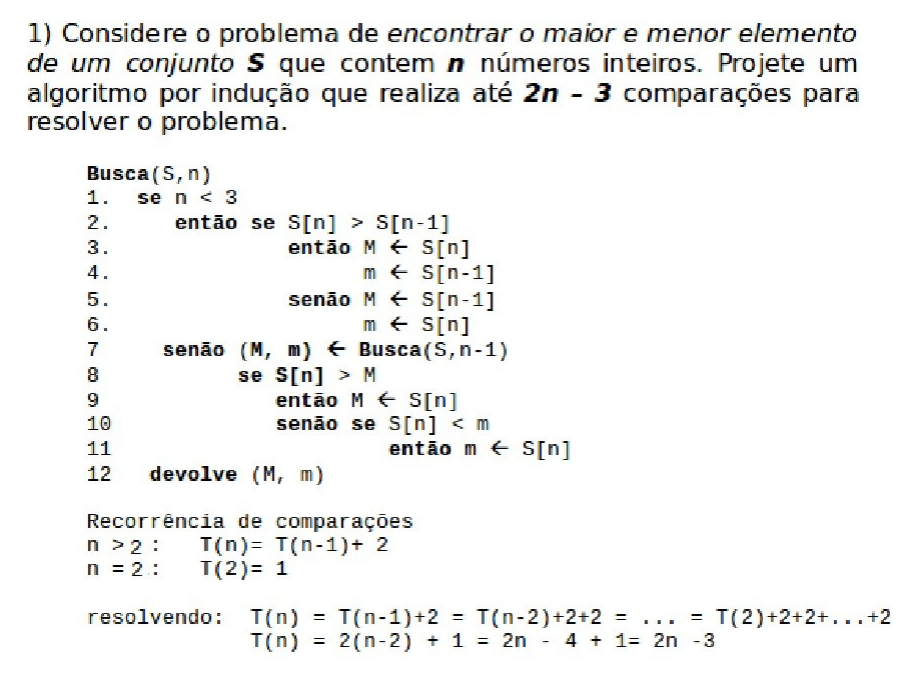 1) Considere o problema de encontrar o maior e menor elemento
de um conjunto S que contem n números inteiros. Projete um
algoritmo por indução que realiza até 2n – 3 comparações para
resolver o problema.
Busca(S,n)
1. se n < 3
2. então se S[n] > S[n-1]
3. então M ← S[n]
4. m ← S[n-1]
5. senão M ← S[n-1]
6. m ← S[n]
7 senão (M, m) ← Busca(S,n-1)
8 se S[n] > M
9 então M ← S[n]
10 senão se S[n] < m
11 então m ← S[n]
12 devolve (M, m)
Recorrência de comparações
n > 2 : T(n)= T(n-1)+ 2
n = 2 : T(2)= 1
resolvendo: T(n) = T(n-1)+2 = T(n-2)+2+2 = ... = T(2)+2+2+...+2
T(n) = 2(n-2) + 1 = 2n - 4 + 1= 2n -3